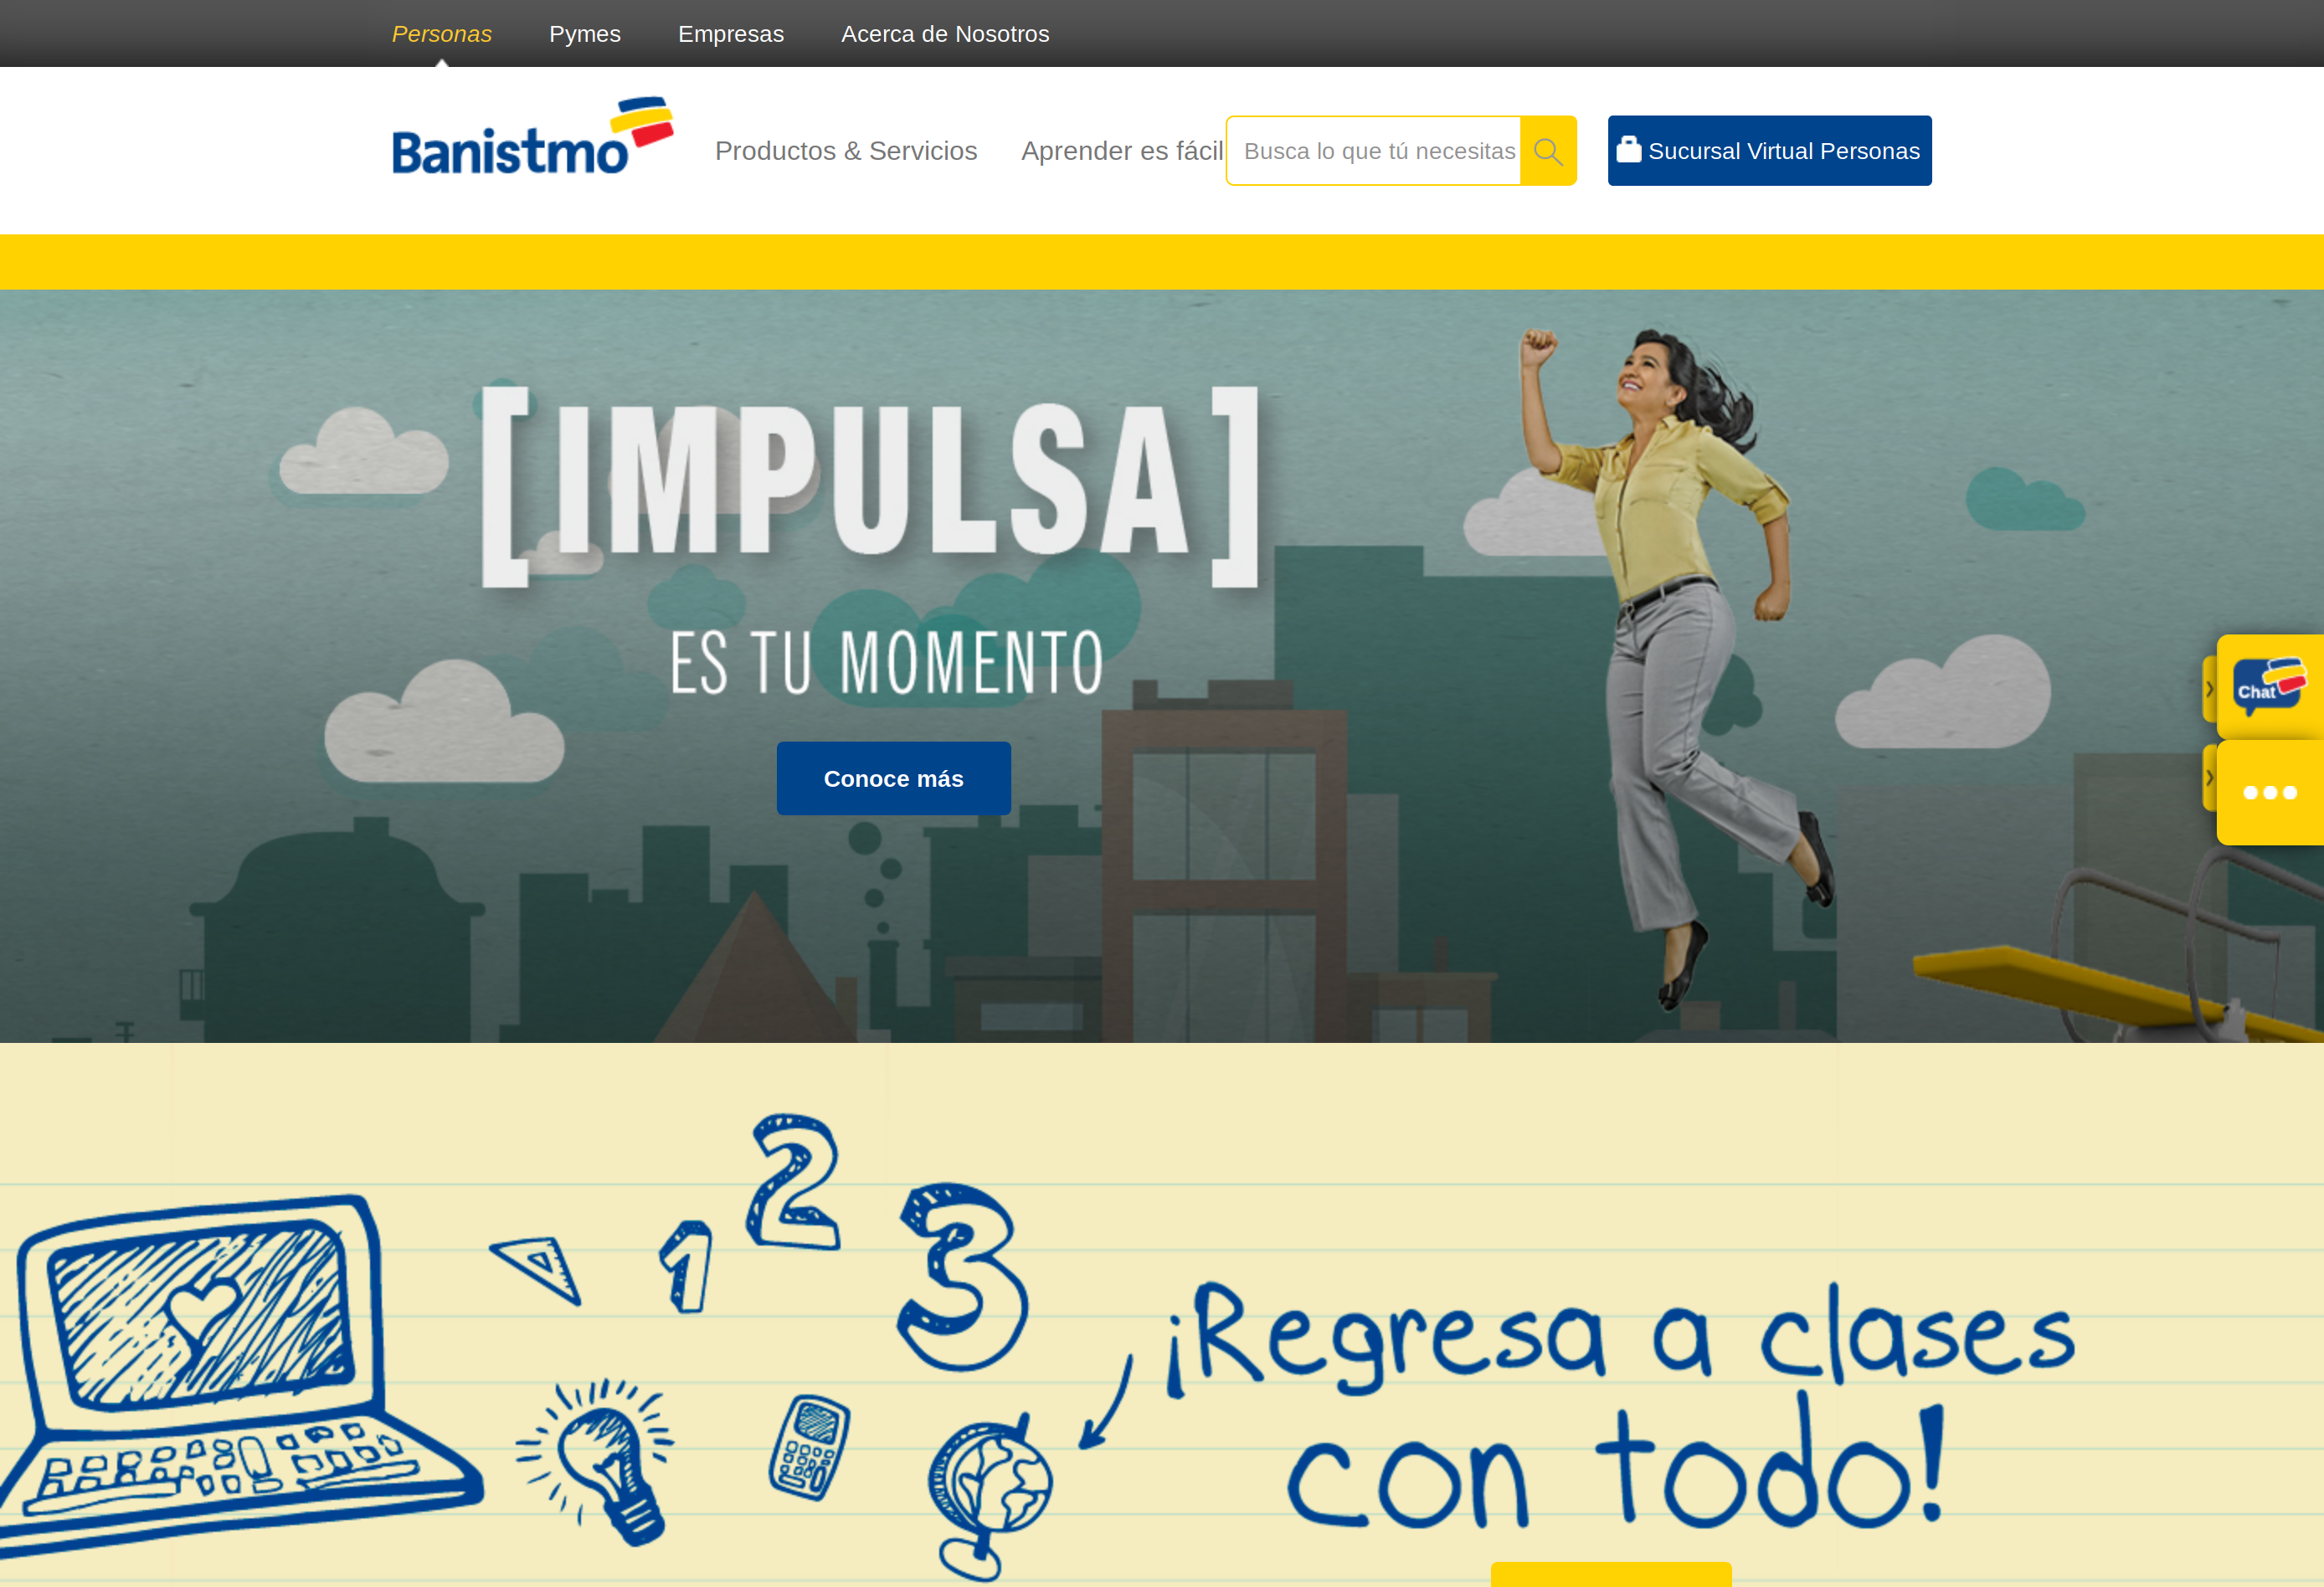 Personas Pymes Empresas Acerca de Nosotros
Banistmo Productos & Servicios Aprender es fácil Busca lo que tú necesitas Sucursal Virtual Personas
[IMPULSA]
ES TU MOMENTO
Conoce más
Chat
1 2 3
¡Regresa a clases
con todo!